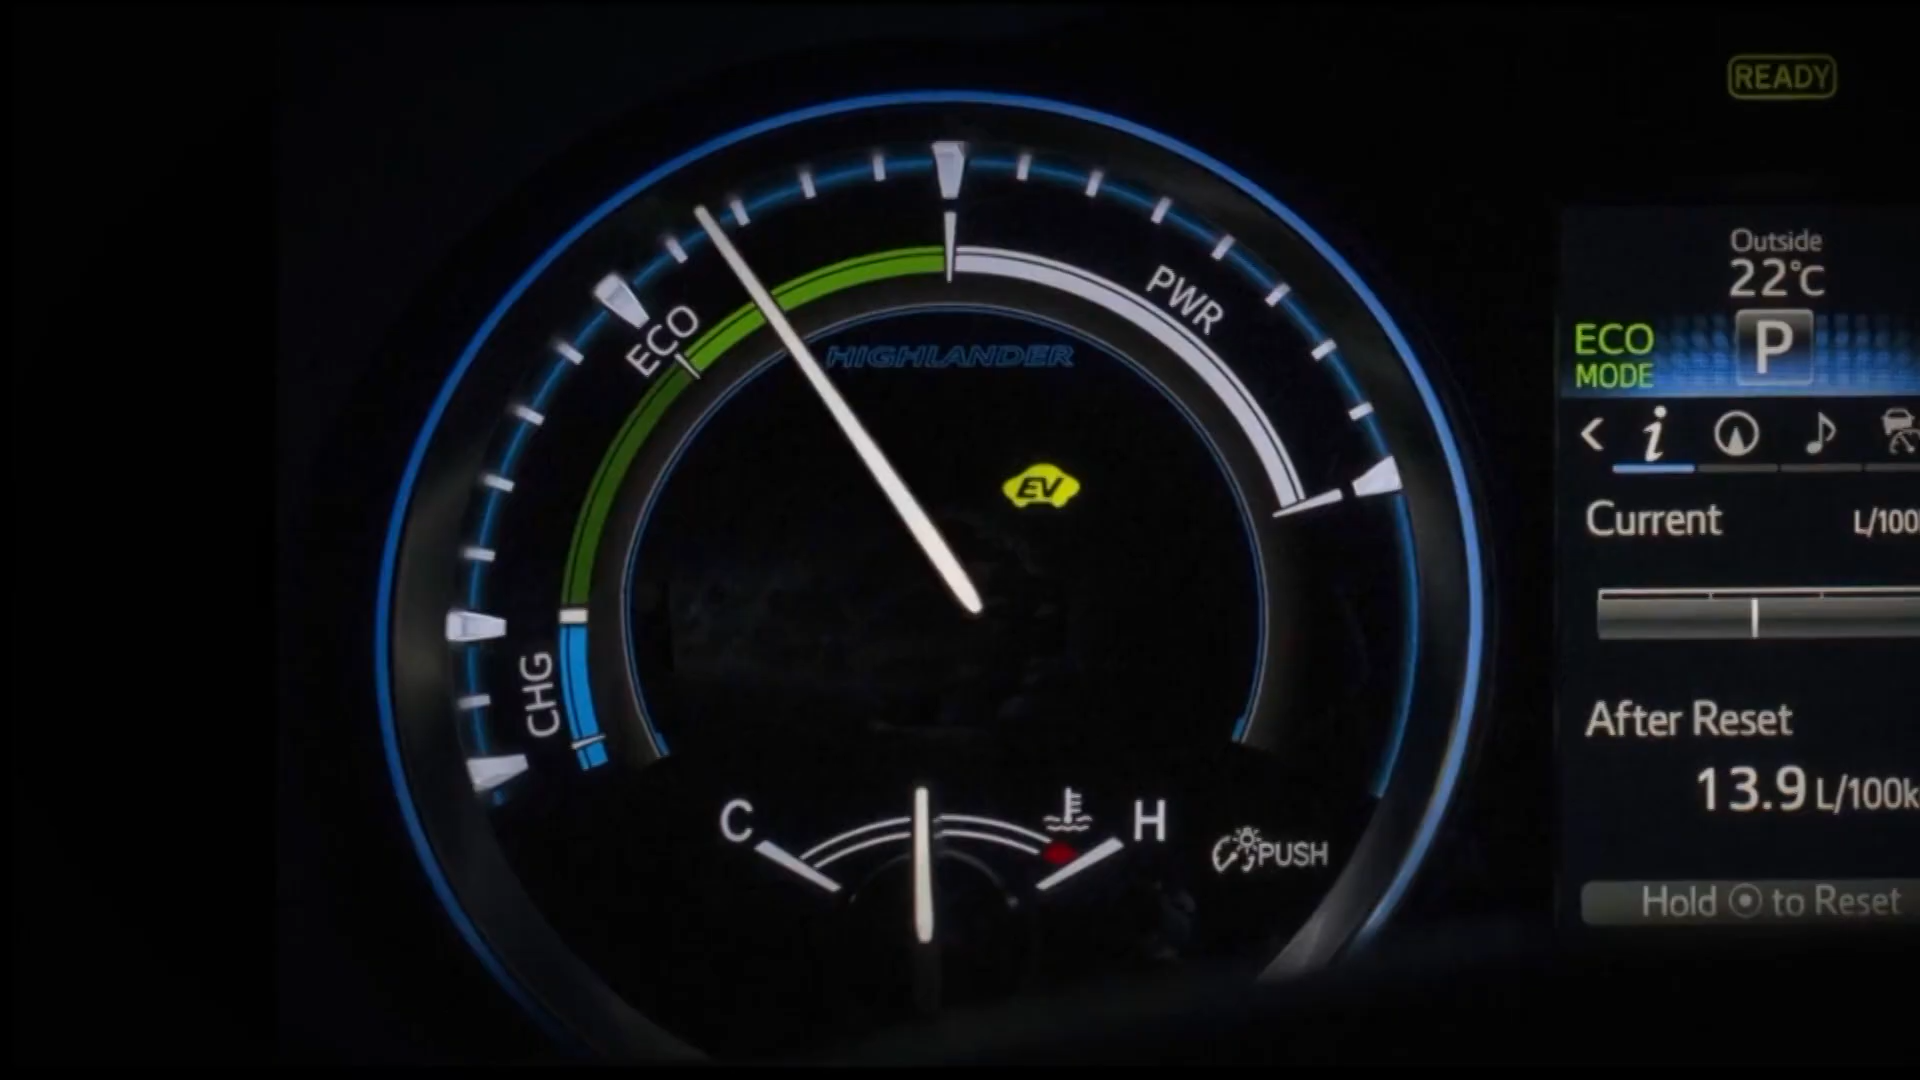 READY
Outside
22°C
ECO
MODE
P
PWR
ECO
HIGHLANDER
EV
CHG
C
H
PUSH
i
Current
L/100
After Reset
13.9 L/100k
Hold to Reset